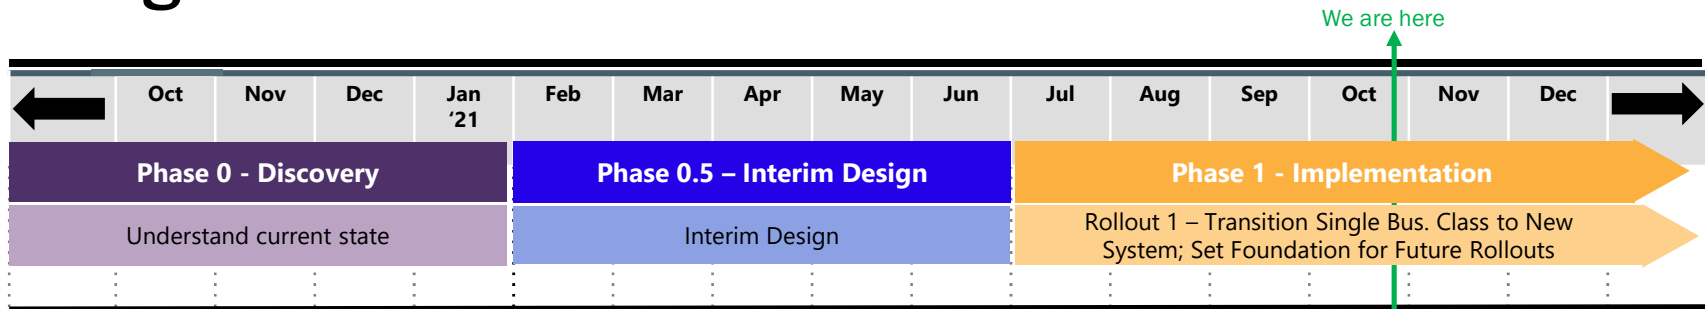 We are here
Oct Nov Dec Jan Feb Mar Apr May Jun Jul Aug Sep Oct Nov Dec
‘21
Phase 0 - Discovery
Phase 0.5 – Interim Design
Phase 1 - Implementation
Understand current state
Interim Design
Rollout 1 – Transition Single Bus. Class to New
System; Set Foundation for Future Rollouts